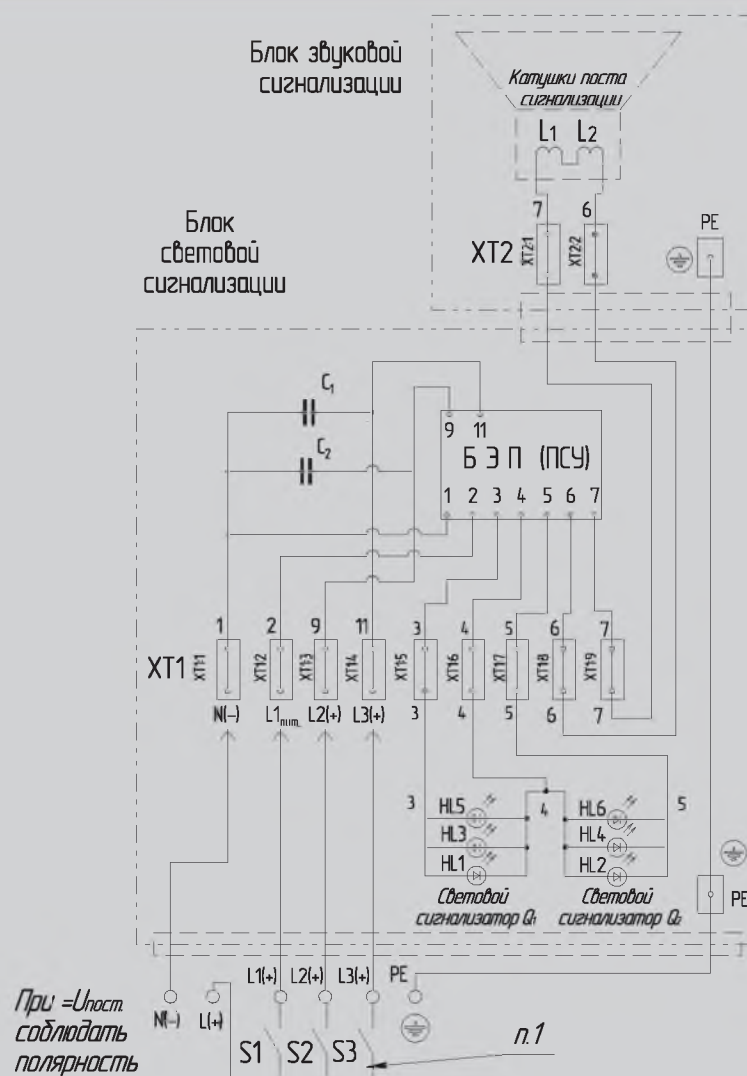 Блок звуковой
сигнализации
Катушки поста
сигнализации
L1 L2
7 6
XT2
XT2:1
XT2:2
PE
Блок
световой
сигнализации
C₁
C₂
9 11
Б Э П (ПСУ)
1 2 3 4 5 6 7
1 2 9 11 3 4 5 6 7
XT1
XT1:1
XT1:2
XT1:3
XT1:4
XT1:5
XT1:6
XT1:7
XT1:8
XT1:9
N(-) L1пит. L2(+) L3(+) 3 4 5 6 7
3 HL5 4 HL6 5
HL3 HL4
HL1 HL2
Световой
сигнализатор Q₁
Световой
сигнализатор Q₂
PE
При =Uпост.
соблюдать
полярность
N(-) L(+) L1(+) L2(+) L3(+) PE
S1 S2 S3
п.1